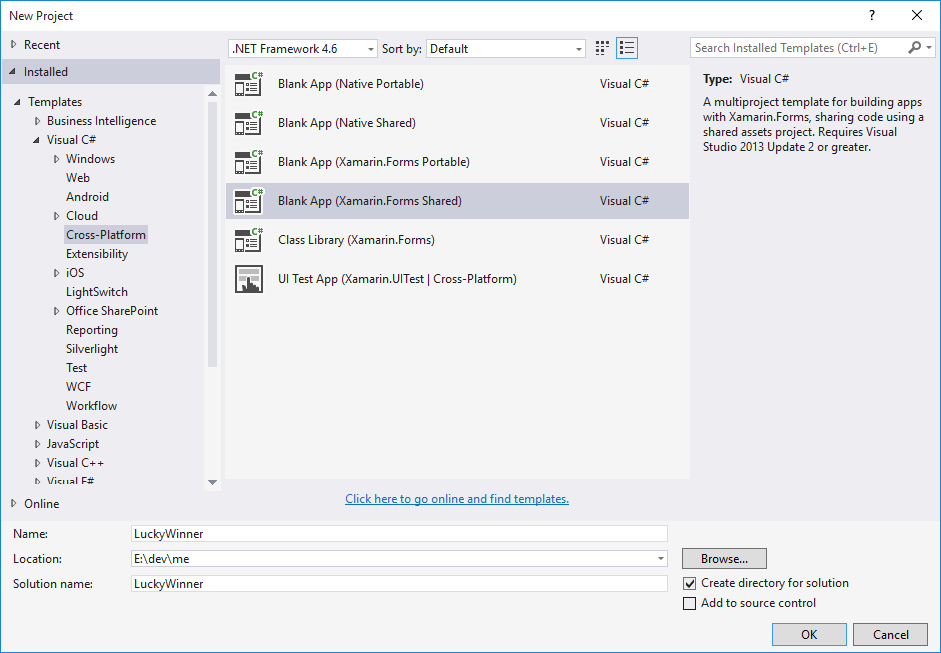 New Project
Recent
.NET Framework 4.6
Sort by:
Default
Search Installed Templates (Ctrl+E)
Installed
Templates
Business Intelligence
Visual C#
Windows
Web
Android
Cloud
Cross-Platform
Extensibility
iOS
LightSwitch
Office SharePoint
Reporting
Silverlight
Test
WCF
Workflow
Visual Basic
JavaScript
Visual C++
Visual F#
Online
Blank App (Native Portable) Visual C#
Blank App (Native Shared) Visual C#
Blank App (Xamarin.Forms Portable) Visual C#
Blank App (Xamarin.Forms Shared) Visual C#
Class Library (Xamarin.Forms) Visual C#
UI Test App (Xamarin.UITest | Cross-Platform) Visual C#
Type: Visual C#
A multiproject template for building apps
with Xamarin.Forms, sharing code using a
shared assets project. Requires Visual
Studio 2013 Update 2 or greater.
Click here to go online and find templates.
Name: LuckyWinner
Location: E:\dev\me
Browse...
Solution name: LuckyWinner
Create directory for solution
Add to source control
OK
Cancel